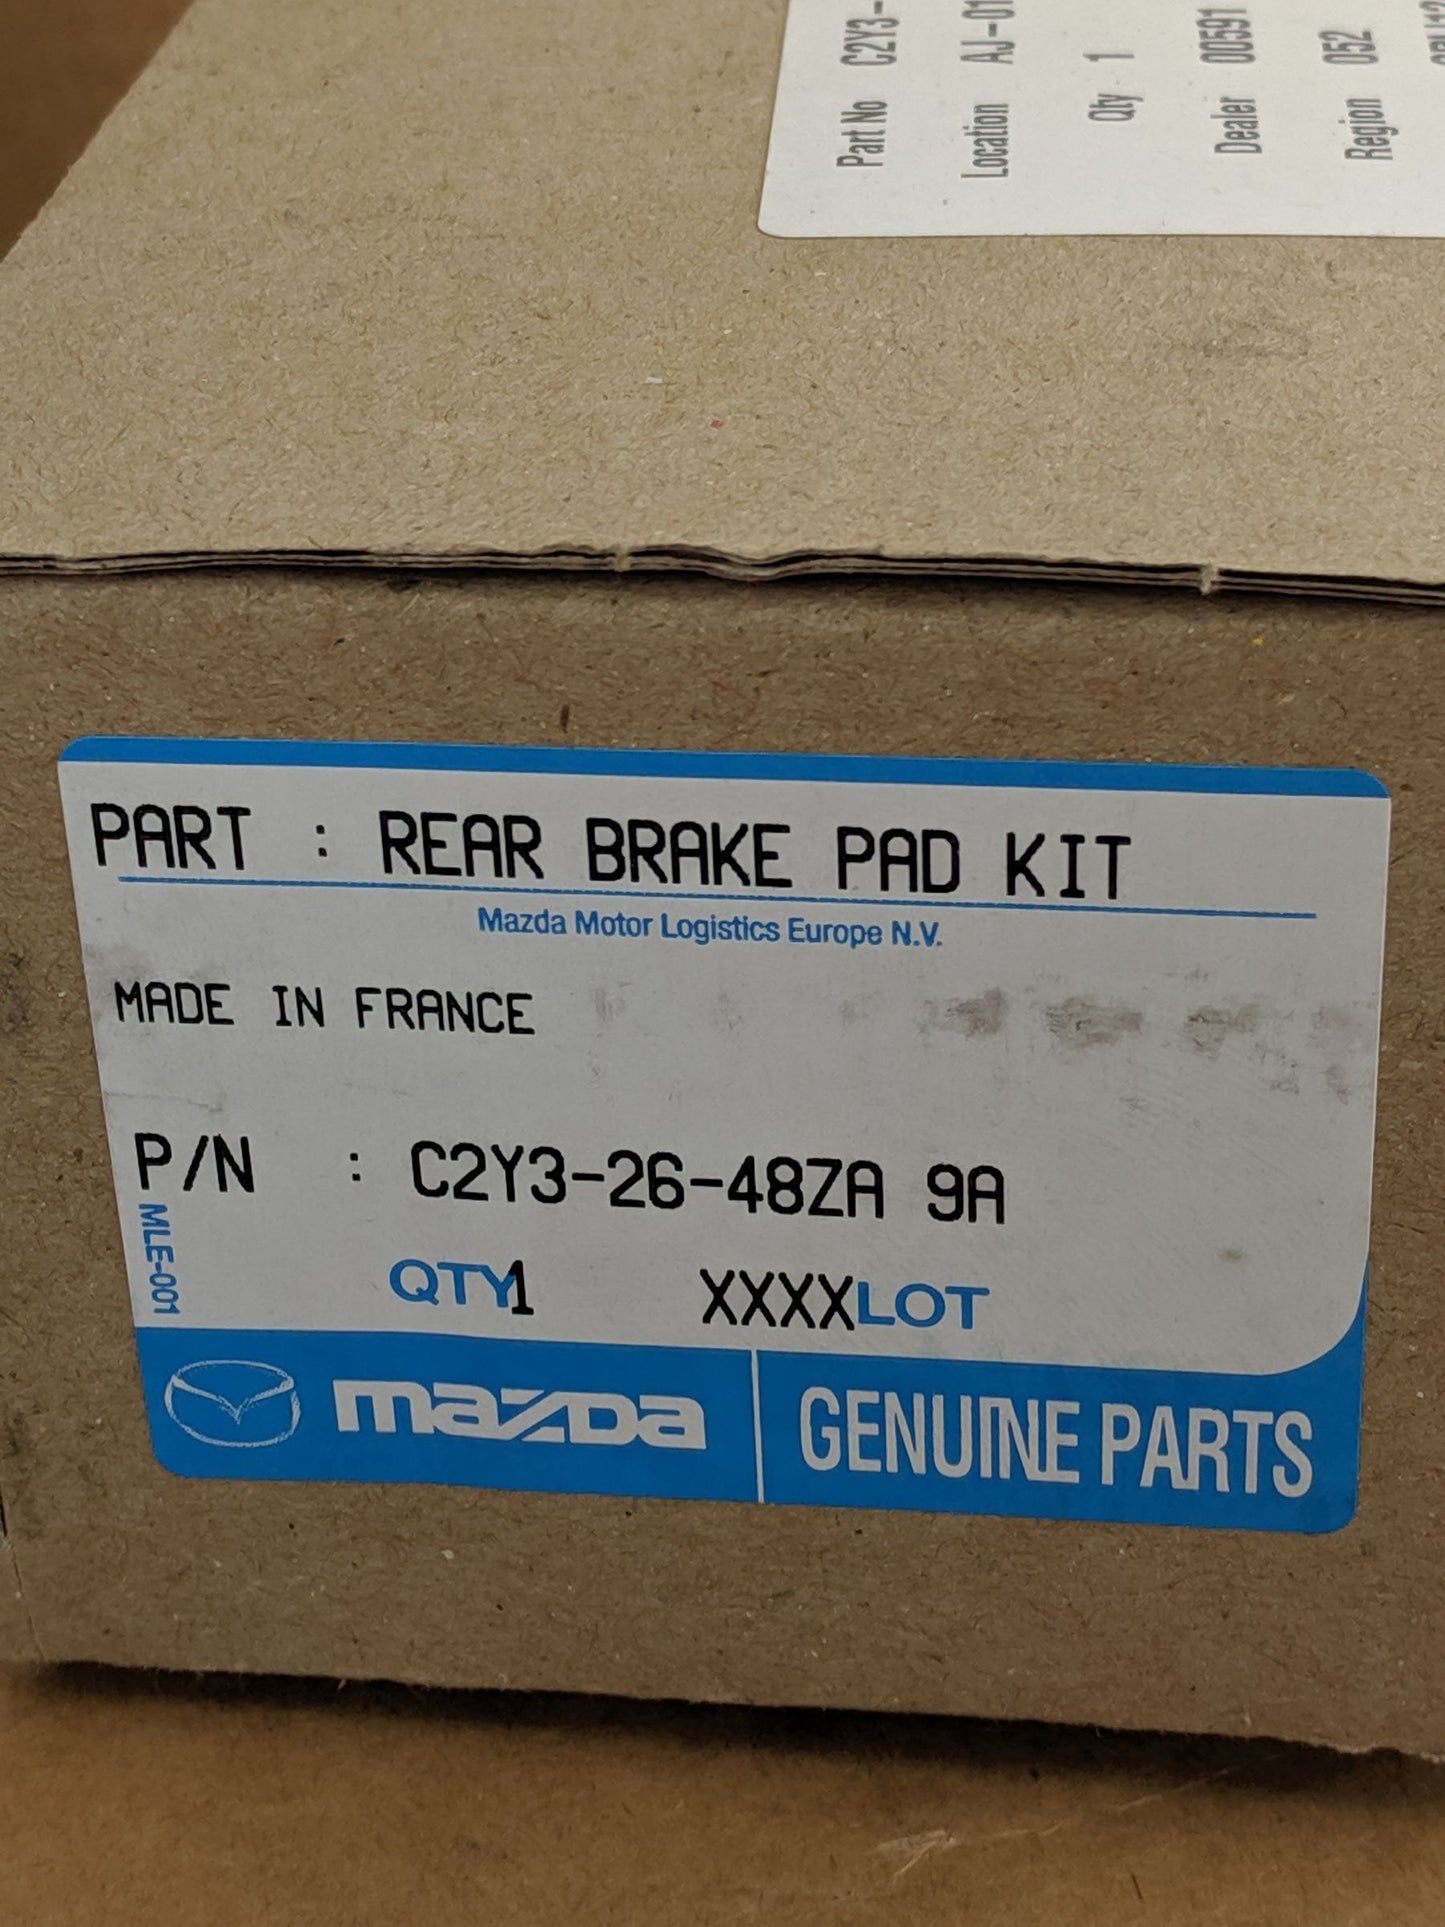 Part No C2Y3-
Location AJ-01
Qty 1
Dealer 00591
Region 052
PART : REAR BRAKE PAD KIT
Mazda Motor Logistics Europe N.V.
MADE IN FRANCE
P/N : C2Y3-26-48ZA 9A
MLE-001
QTY1 XXXXLOT
mazda GENUINE PARTS